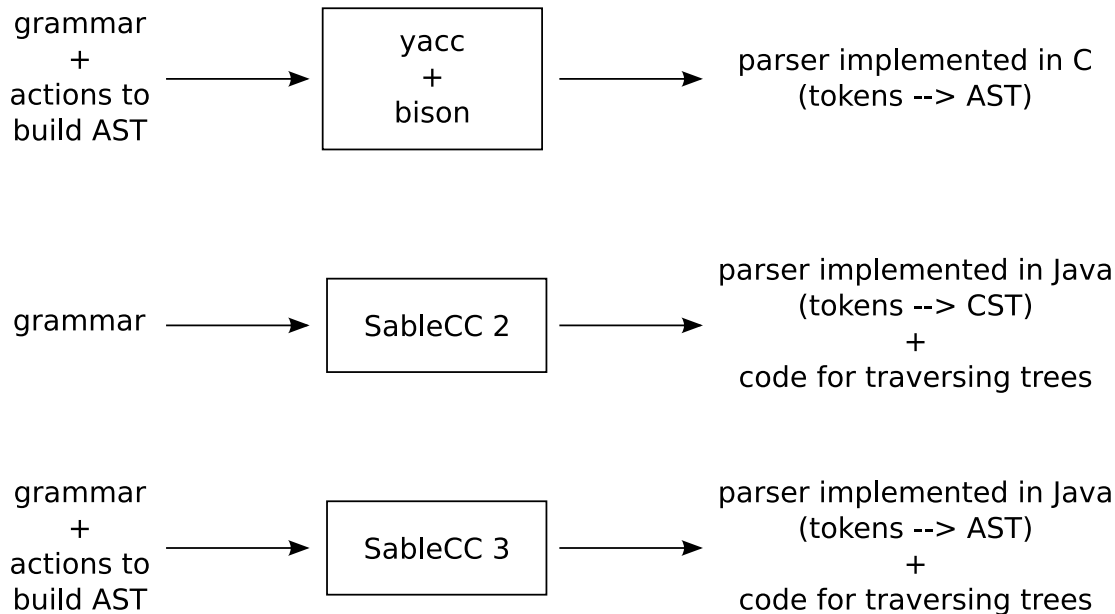 grammar
+
actions to
build AST
yacc
+
bison
parser implemented in C
(tokens --> AST)
grammar
SableCC 2
parser implemented in Java
(tokens --> CST)
+
code for traversing trees
grammar
+
actions to
build AST
SableCC 3
parser implemented in Java
(tokens --> AST)
+
code for traversing trees